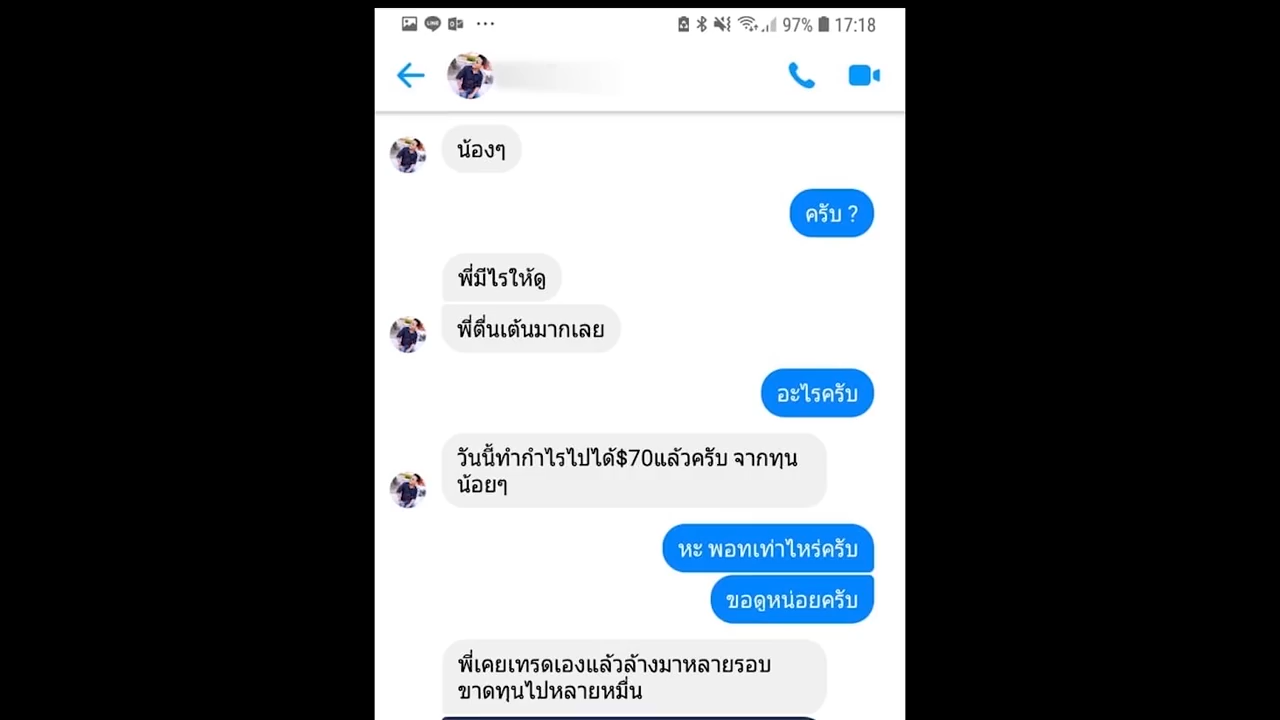 97% 17:18
น้องๆ
ครับ ?
พี่มีไรให้ดู
พี่ตื่นเต้นมากเลย
อะไรครับ
วันนี้ทำกำไรไปได้$70แล้วครับ จากทุน
น้อยๆ
หะ พอทเท่าไหร่ครับ
ขอดูหน่อยครับ
พี่เคยเทรดเองแล้วล้างมาหลายรอบ
ขาดทุนไปหลายหมื่น